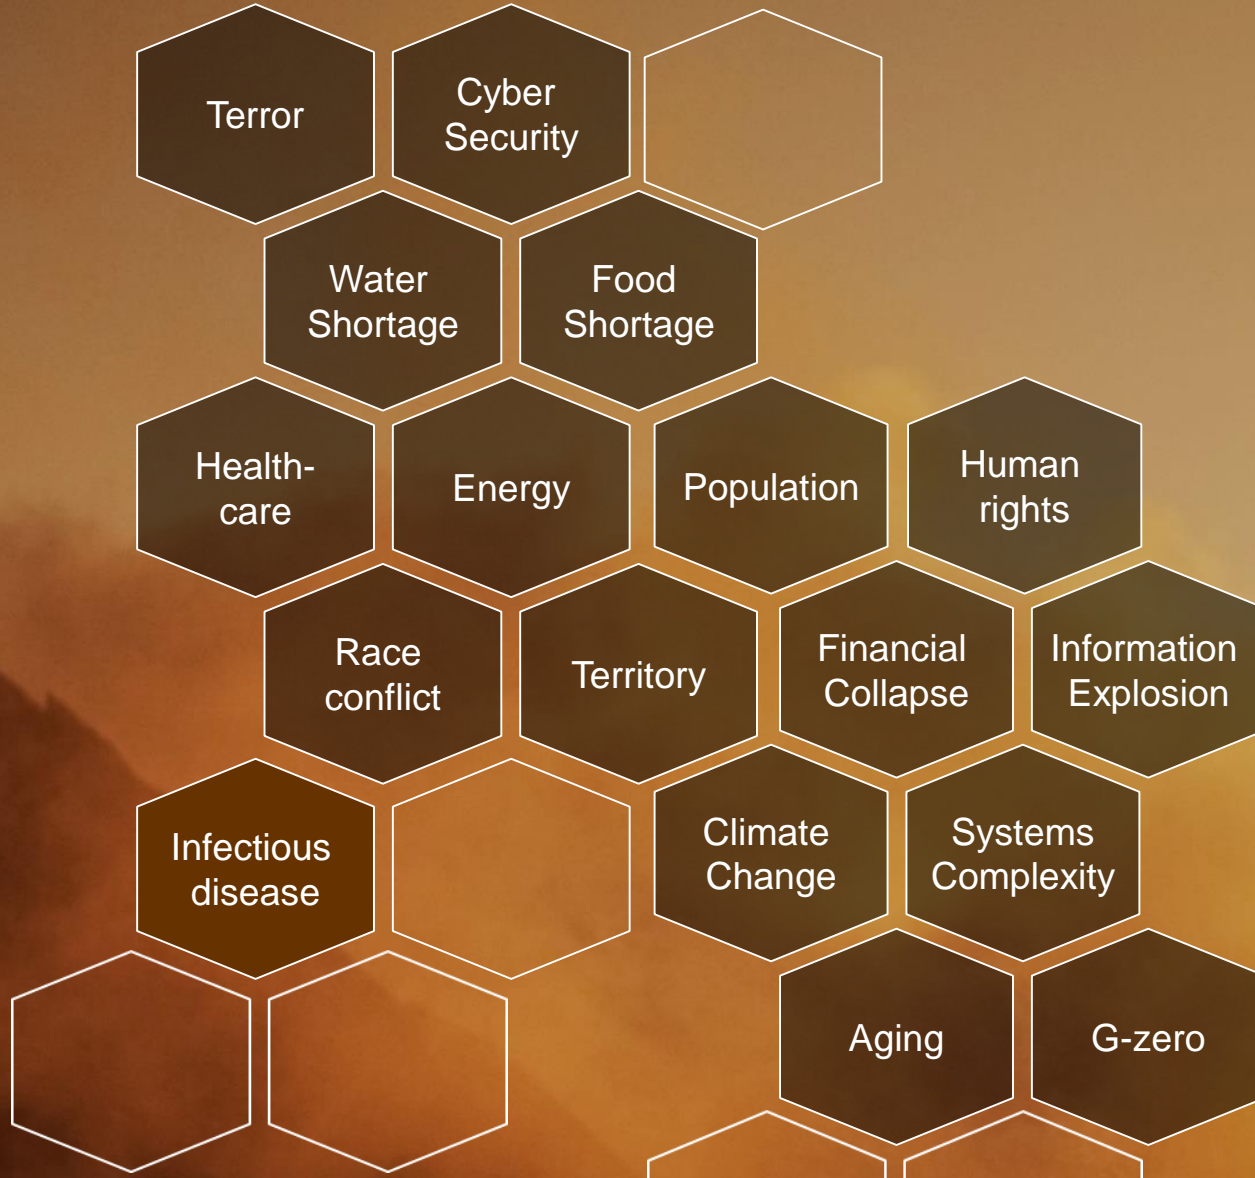 Terror
Cyber
Security
Water
Shortage
Food
Shortage
Health-
care
Energy
Population
Human
rights
Race
conflict
Territory
Financial
Collapse
Information
Explosion
Infectious
disease
Climate
Change
Systems
Complexity
Aging
G-zero